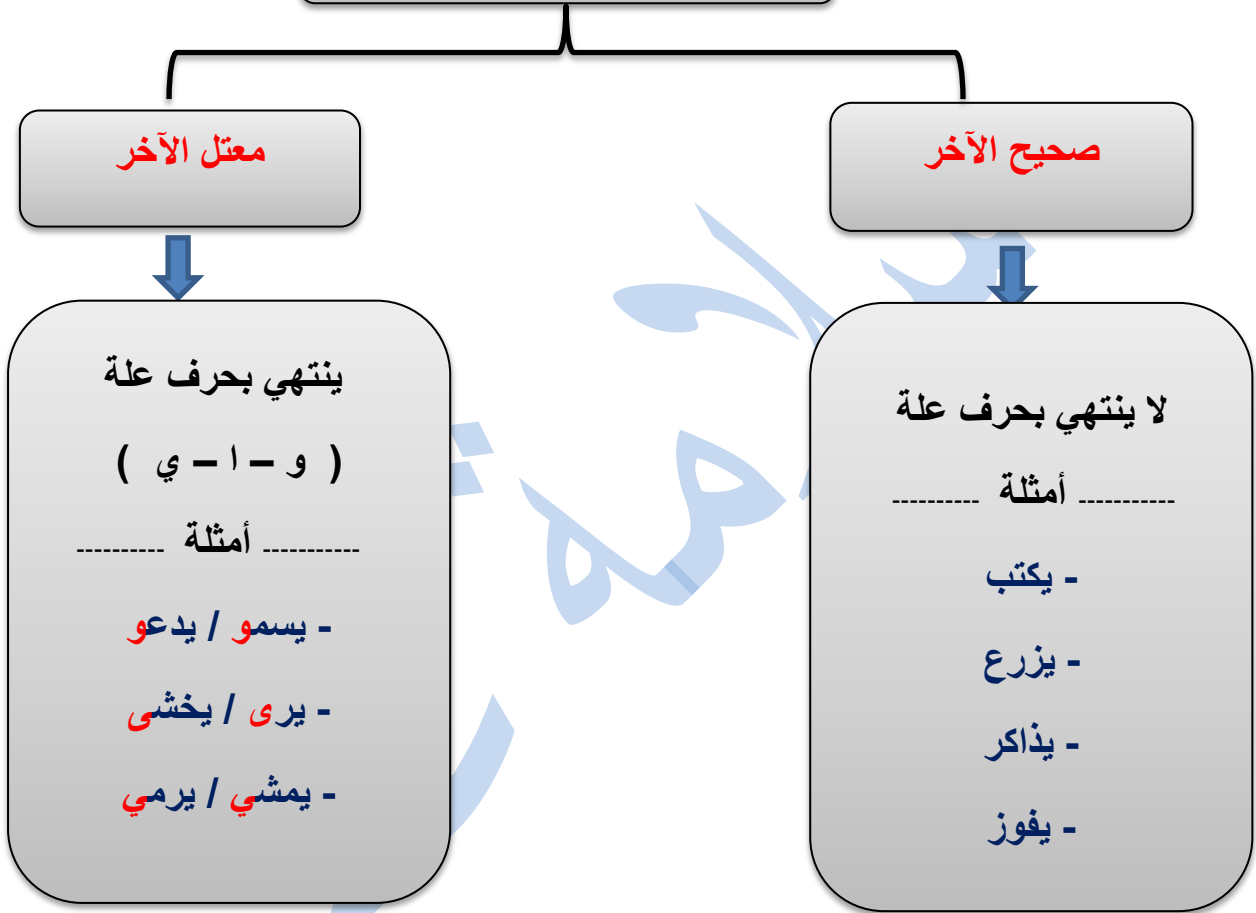 صحيح الآخر
لا ينتهي بحرف علة
----------- أمثلة ----------
- يكتب
- يزرع
- يذاكر
- يفوز
معتل الآخر
ينتهي بحرف علة
( و – ا – ي )
----------- أمثلة ----------
- يسمو / يدعو
- يرى / يخشى
- يمشي / يرمي